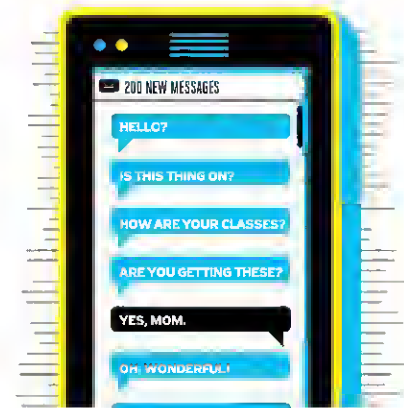 200 NEW MESSAGES
HELLO?
IS THIS THING ON?
HOW ARE YOUR CLASSES?
ARE YOU GETTING THESE?
YES, MOM.
OH, WONDERFUL!